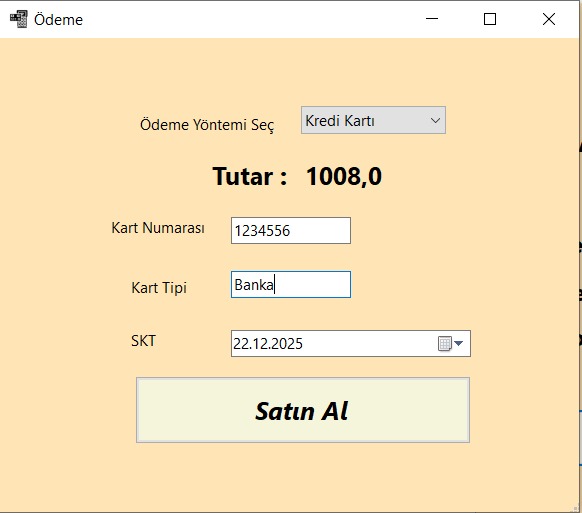 Ödeme
Ödeme Yöntemi Seç Kredi Kartı
Tutar : 1008,0
Kart Numarası 1234556
Kart Tipi Banka
SKT 22.12.2025
Satın Al